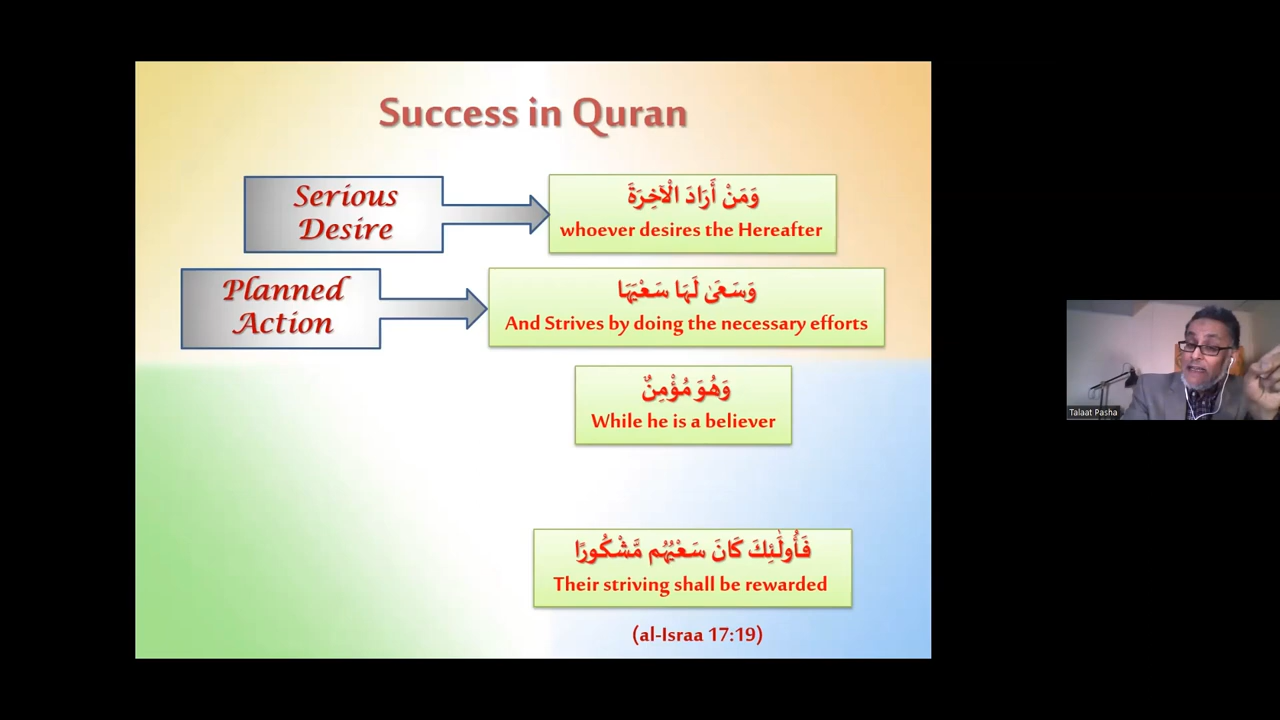 Success in Quran
Serious
Desire
وَمَنْ أَرَادَ الْآخِرَةَ
whoever desires the Hereafter
Planned
Action
وَسَعَىٰ لَهَا سَعْيَهَا
And Strives by doing the necessary efforts
وَهُوَ مُؤْمِنٌ
While he is a believer
فَأُولَٰئِكَ كَانَ سَعْيُهُم مَّشْكُورًا
Their striving shall be rewarded
(al-Israa 17:19)
Talaat Pasha